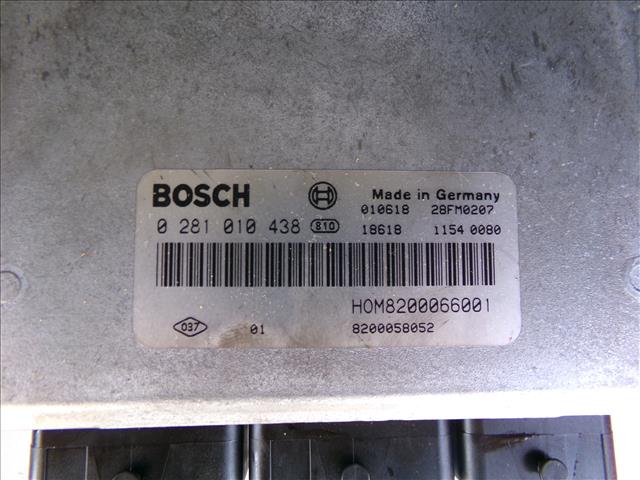 BOSCH
Made in Germany
010618 28FM0207
0 281 010 438 810
18618 1154 0080
HOM8200066001
037 01 8200058052